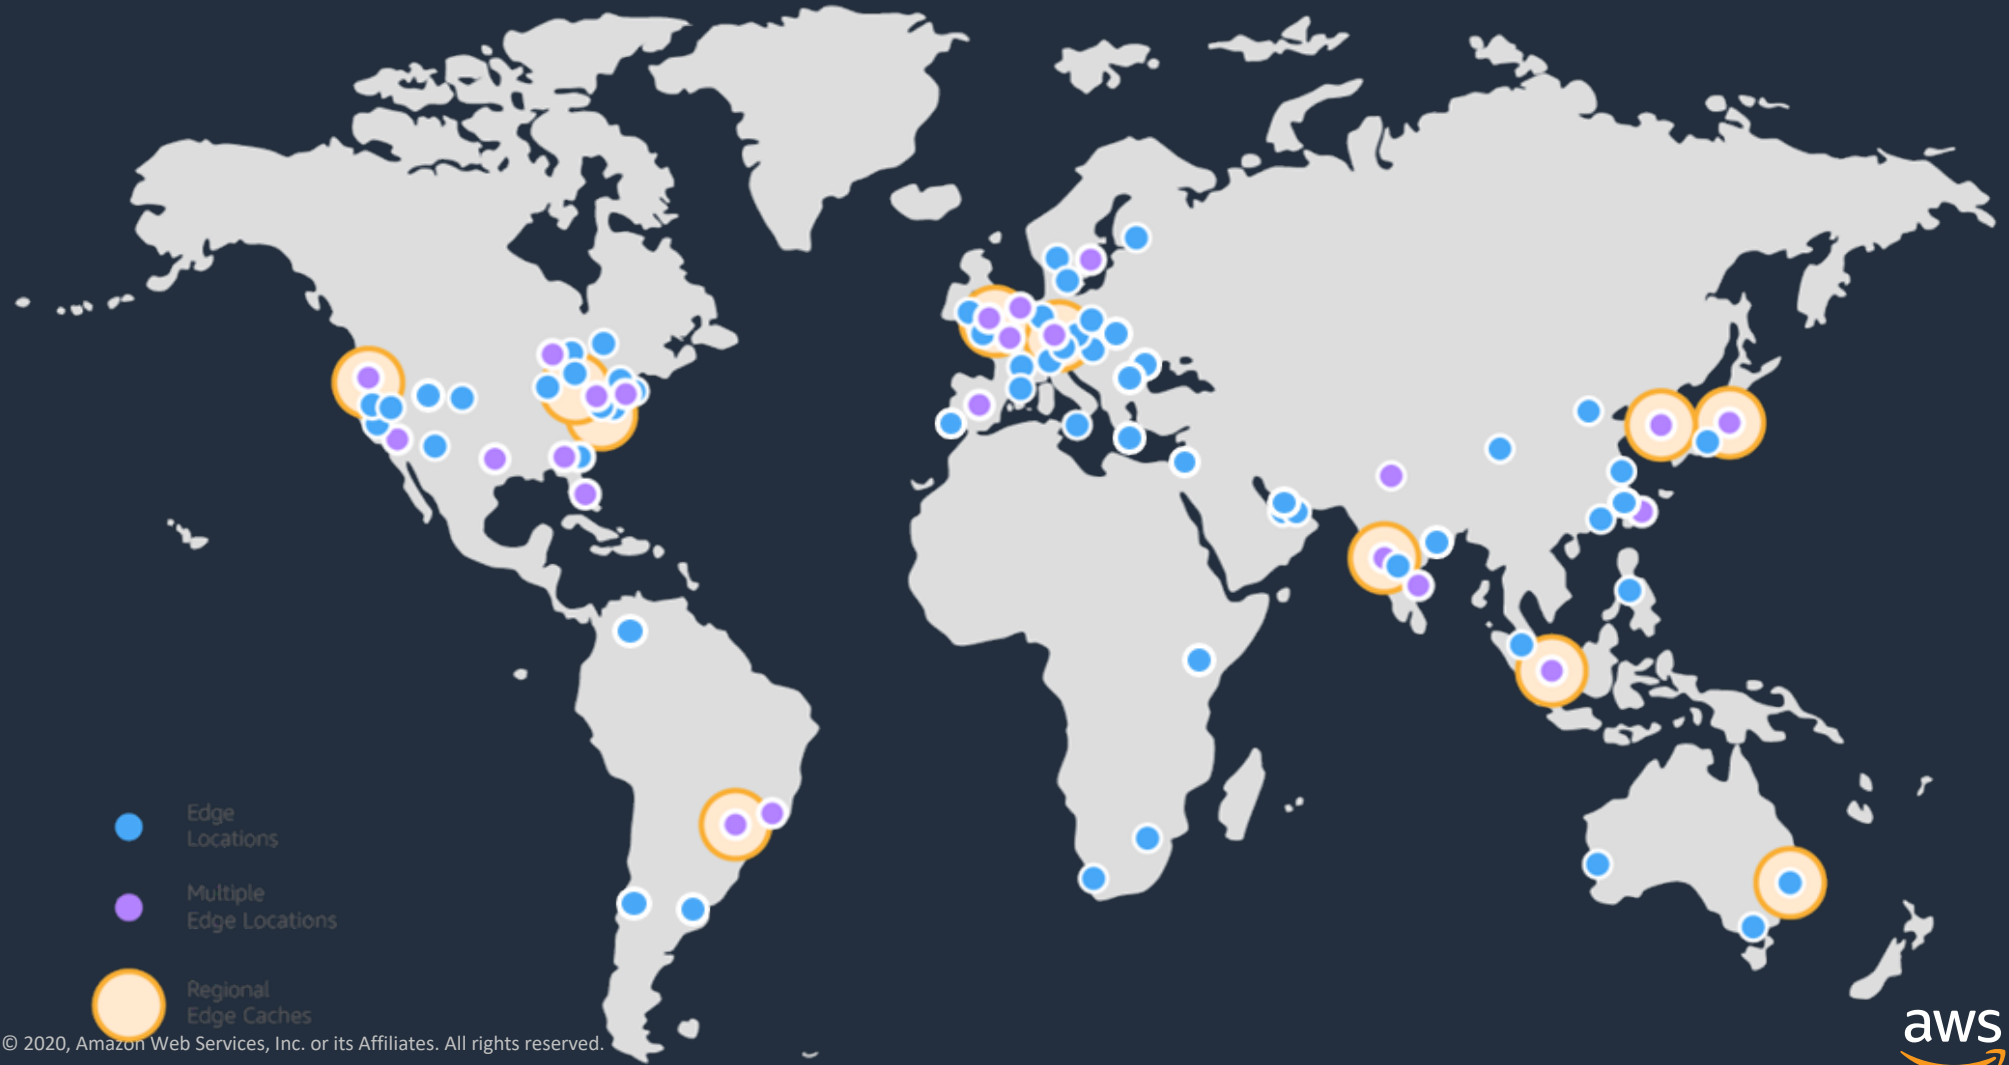 Edge
Locations
Multiple
Edge Locations
Regional
Edge Caches
© 2020, Amazon Web Services, Inc. or its Affiliates. All rights reserved.
aws